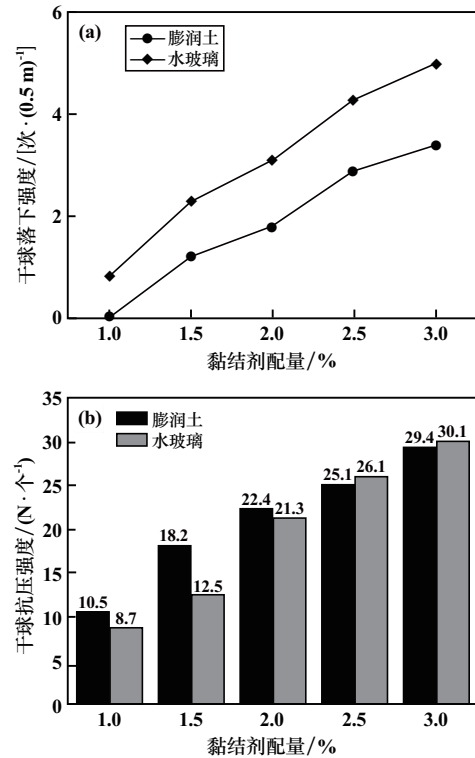 (a)
膨润土
水玻璃
干球落下强度/[次·(0.5 m)⁻¹]
6
4
2
0
1.0 1.5 2.0 2.5 3.0
黏结剂配量/%
(b)
膨润土
水玻璃
干球抗压强度/(N·个⁻¹)
35
30
25
20
15
10
5
0
10.5 8.7 18.2 12.5 22.4 21.3 25.1 26.1 29.4 30.1
1.0 1.5 2.0 2.5 3.0
黏结剂配量/%